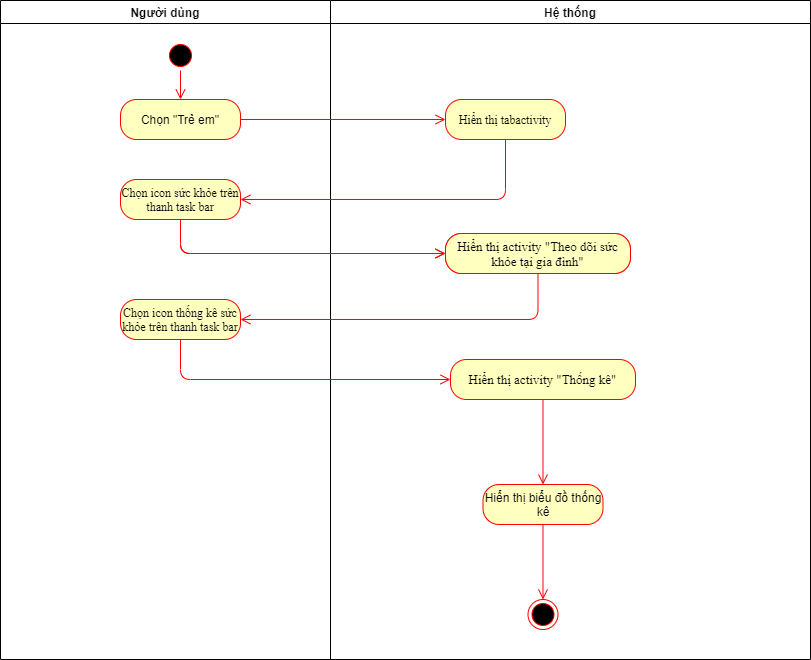 Người dùng
Hệ thống
Chọn "Trẻ em"
Hiển thị tabactivity
Chọn icon sức khỏe trên
thanh task bar
Hiển thị activity "Theo dõi sức
khỏe tại gia đình"
Chọn icon thống kê sức
khỏe trên thanh task bar
Hiển thị activity "Thống kê"
Hiển thị biểu đồ thống
kê